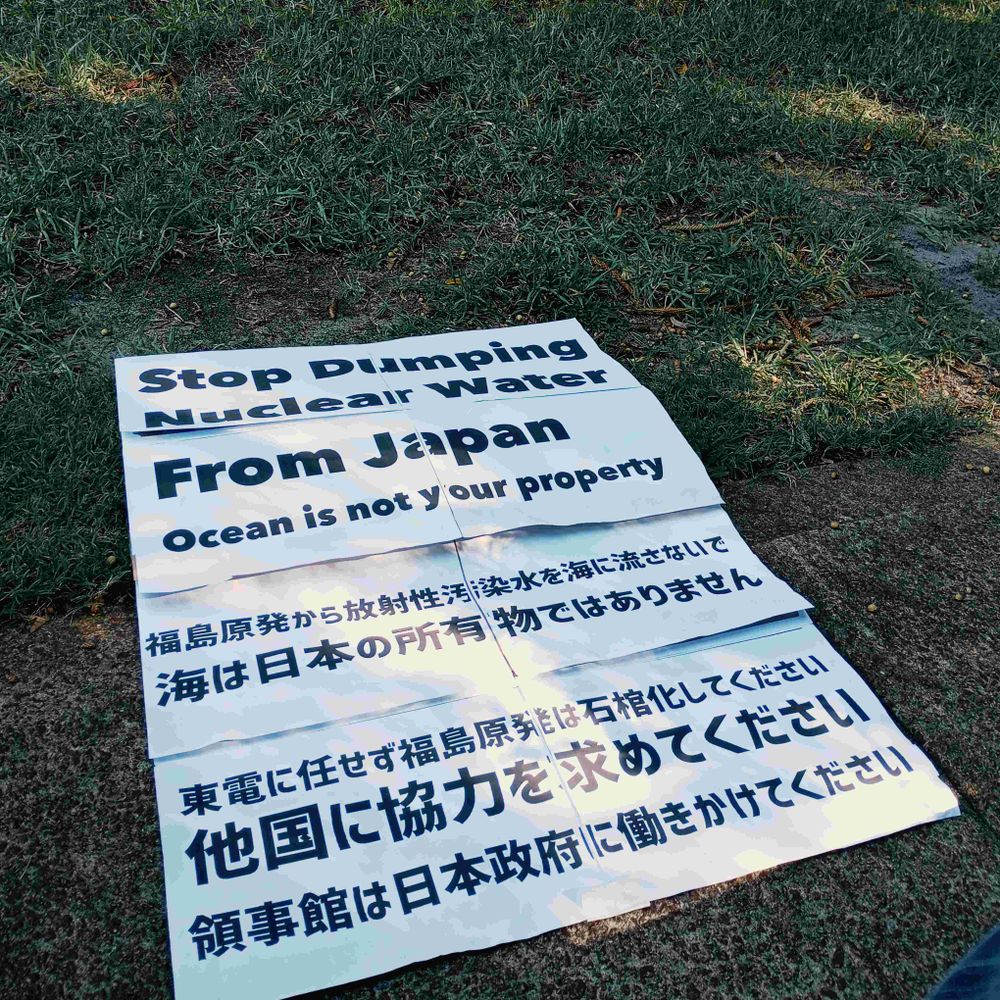 Stop Dumping
Nuclear Water
From Japan
Ocean is not your property
福島原発から放射性汚染水を海に流さないで
海は日本の所有物ではありません
東電に任せず福島原発は石棺化してください
他国に協力を求めてください
領事館は日本政府に働きかけてください